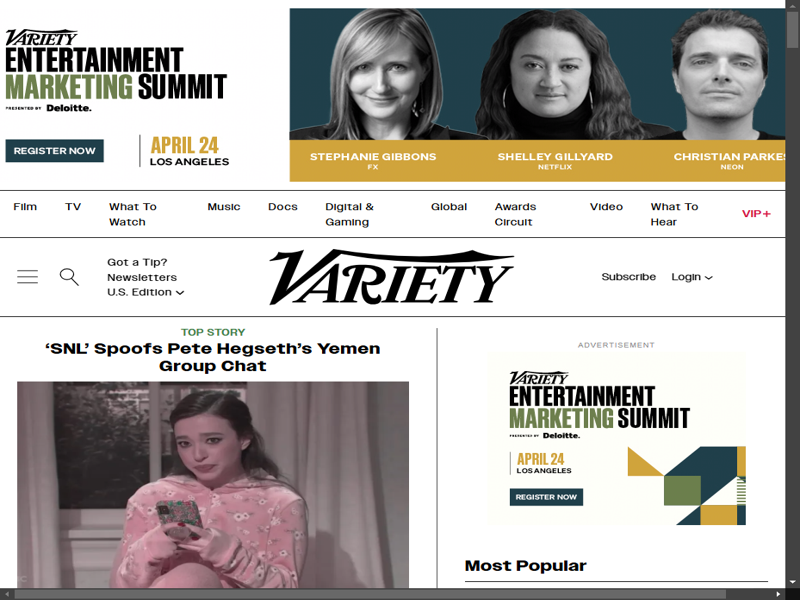 VARIETY
ENTERTAINMENT
MARKETING SUMMIT
PRESENTED BY Deloitte.
REGISTER NOW
APRIL 24
LOS ANGELES
STEPHANIE GIBBONS
FX
SHELLEY GILLYARD
NETFLIX
CHRISTIAN PARKES
NEON
Film
TV
What To
Watch
Music
Docs
Digital &
Gaming
Global
Awards
Circuit
Video
What To
Hear
VIP+
Got a Tip?
Newsletters
U.S. Edition
VARIETY
Subscribe
Login
TOP STORY
‘SNL’ Spoofs Pete Hegseth’s Yemen
Group Chat
ADVERTISEMENT
VARIETY
ENTERTAINMENT
MARKETING SUMMIT
PRESENTED BY Deloitte.
APRIL 24
LOS ANGELES
REGISTER NOW
Most Popular